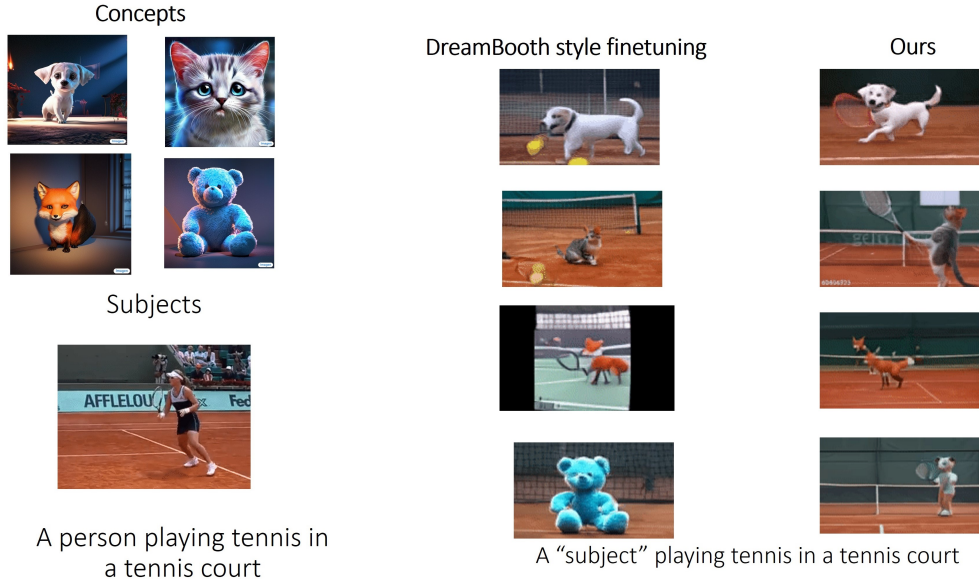 Concepts
DreamBooth style finetuning
Ours
Subjects
AFFLELOU
Fed
A person playing tennis in
a tennis court
A "subject" playing tennis in a tennis court